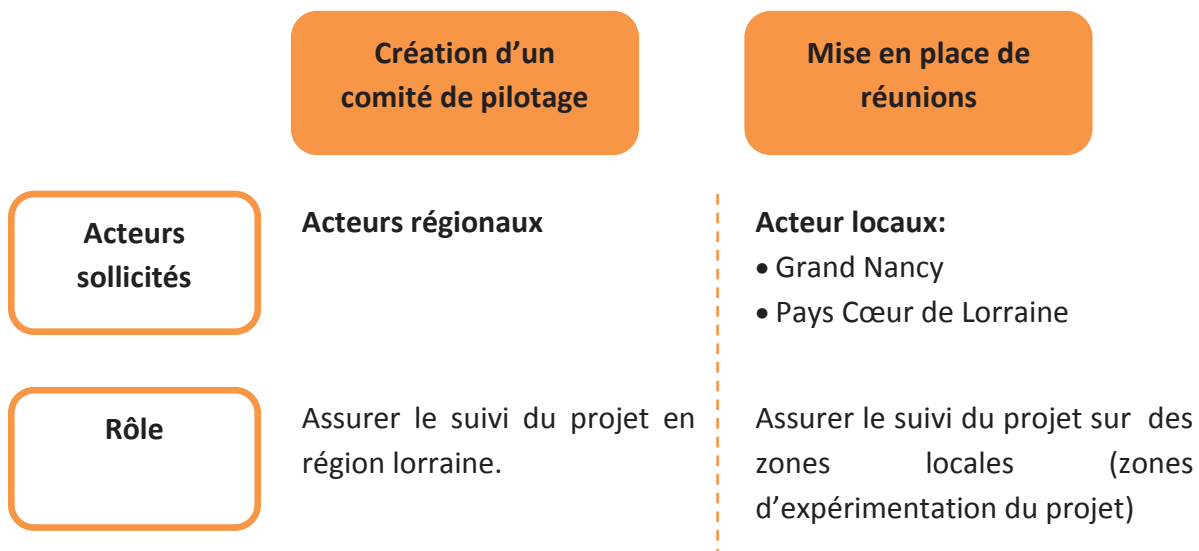 Création d’un
comité de pilotage
Mise en place de
réunions
Acteurs
sollicités
Acteurs régionaux
Acteur locaux:
• Grand Nancy
• Pays Cœur de Lorraine
Rôle
Assurer le suivi du projet en
région lorraine.
Assurer le suivi du projet sur des
zones locales (zones
d’expérimentation du projet)